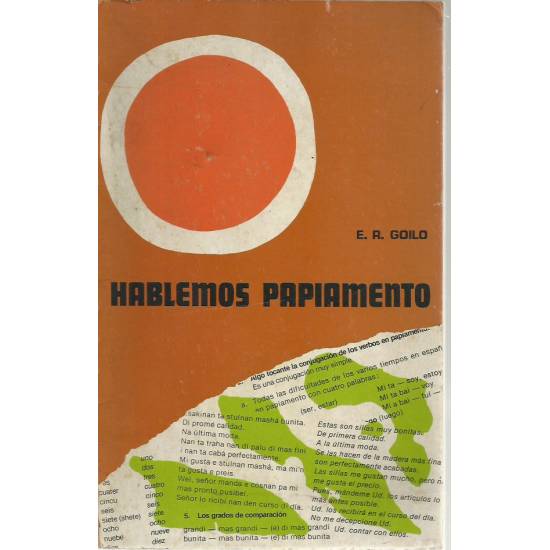 E. R. GOILO
HABLEMOS PAPIAMENTO
Algo tocante la conjugación de los verbos en papiamento.
Es una conjugación muy simple.
a. Todas las dificultades de los varios tiempos en español
en papiamento con cuatro palabras:
(ser, estar)
Mi ta — soy, estoy
Mi ta bai — voy
Mi a bai — fui
(luego)
sakinan ta stulnan mashá bunita.
Di promé calidad.
Na última moda.
Nan ta traha nan di palu di mas fini
i nan ta caba perfectamente.
Mi gusta e stulnan mashá, ma mi'n
ta gusta e preis.
Wel, señor manda e cosnan pa mi
mas pronto pusibel.
Señor lo ricibi nan den curso di dia.
Estas son sillas muy bonitas.
De primera calidad.
A la última moda.
Se las hacen de la madera más fina
son perfectamente acabadas.
Las sillas me gusta mucho, pero n
me gusta el precio.
Pues, mándeme Ud. los artículos lo
más antes posible.
Ud. los recibirá en el curso del día.
No me decepcione Ud.
Ud. contar con ellos.
uno
dos
tres
cuatro
cinco
seis
siete
ocho
nueve
diez
cuater
cincu
seis
siete (shete)
ocho
nuebe
5. Los grados de comparación
grandi — mas grandi — (e) di mas grandi
bunita — mas bunita — (e) di mas bunita